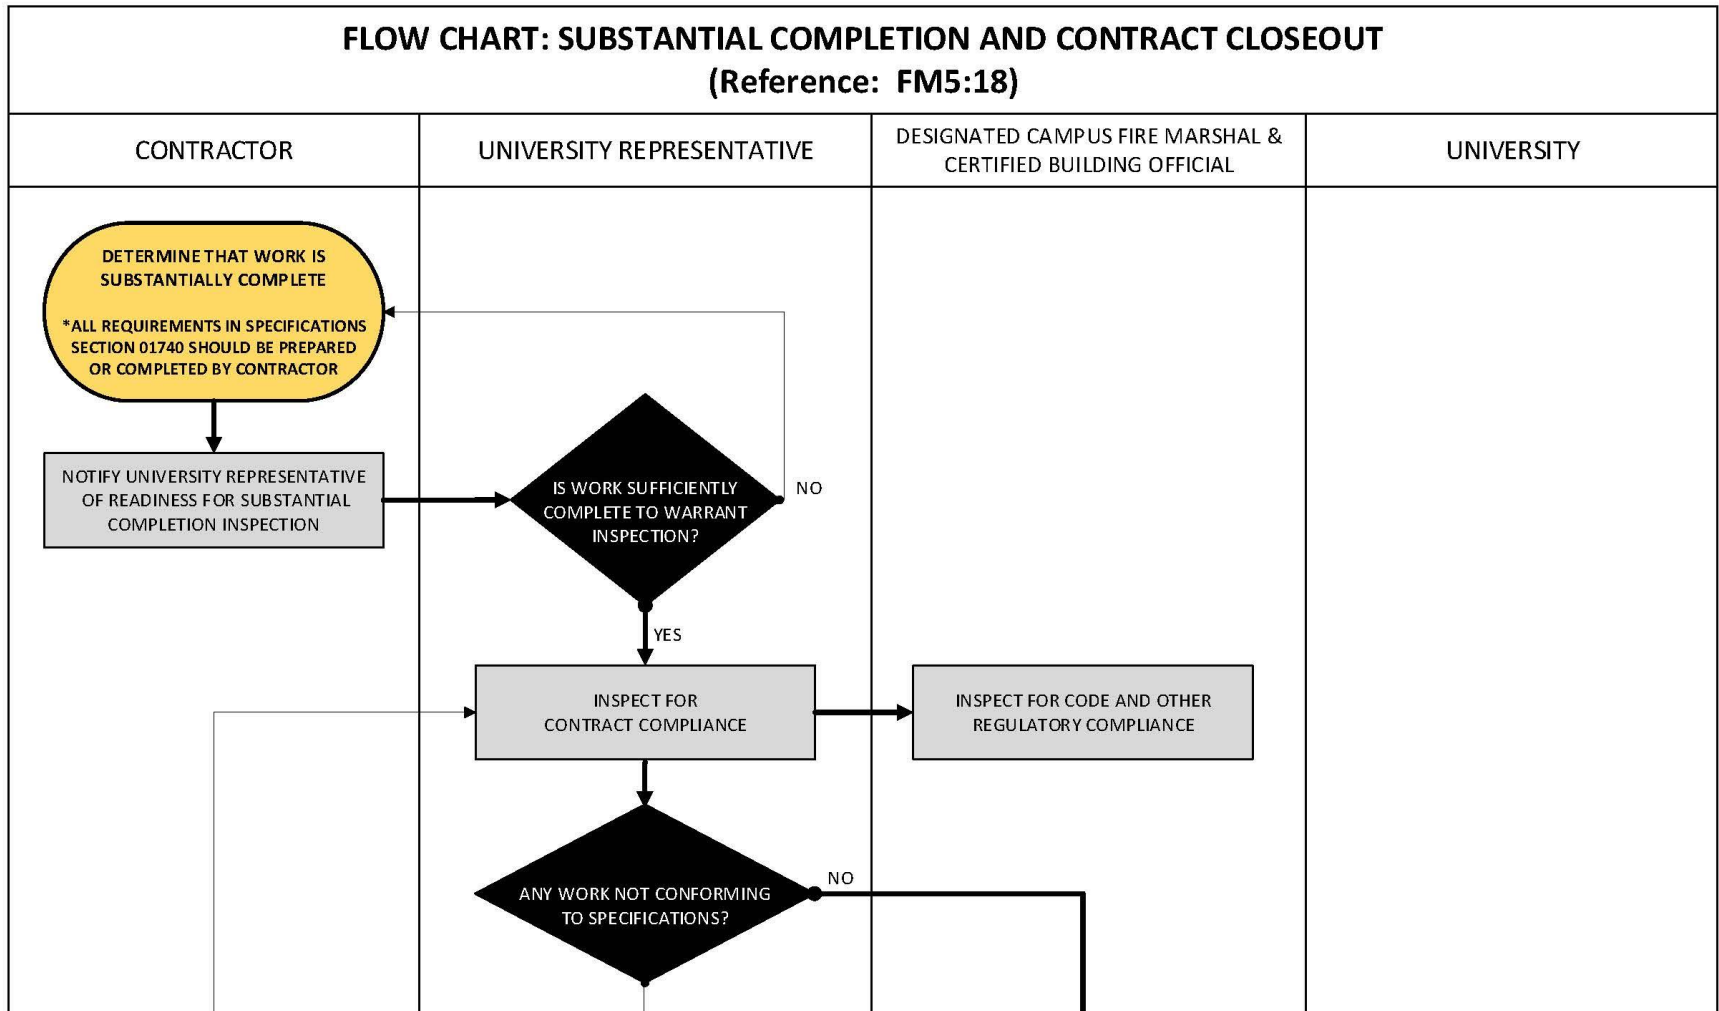 FLOW CHART: SUBSTANTIAL COMPLETION AND CONTRACT CLOSEOUT
(Reference: FM5:18)
CONTRACTOR
UNIVERSITY REPRESENTATIVE
DESIGNATED CAMPUS FIRE MARSHAL &
CERTIFIED BUILDING OFFICIAL
UNIVERSITY
DETERMINE THAT WORK IS
SUBSTANTIALLY COMPLETE
*ALL REQUIREMENTS IN SPECIFICATIONS
SECTION 01740 SHOULD BE PREPARED
OR COMPLETED BY CONTRACTOR
NOTIFY UNIVERSITY REPRESENTATIVE
OF READINESS FOR SUBSTANTIAL
COMPLETION INSPECTION
IS WORK SUFFICIENTLY
COMPLETE TO WARRANT
INSPECTION?
NO
YES
INSPECT FOR
CONTRACT COMPLIANCE
INSPECT FOR CODE AND OTHER
REGULATORY COMPLIANCE
ANY WORK NOT CONFORMING
TO SPECIFICATIONS?
NO